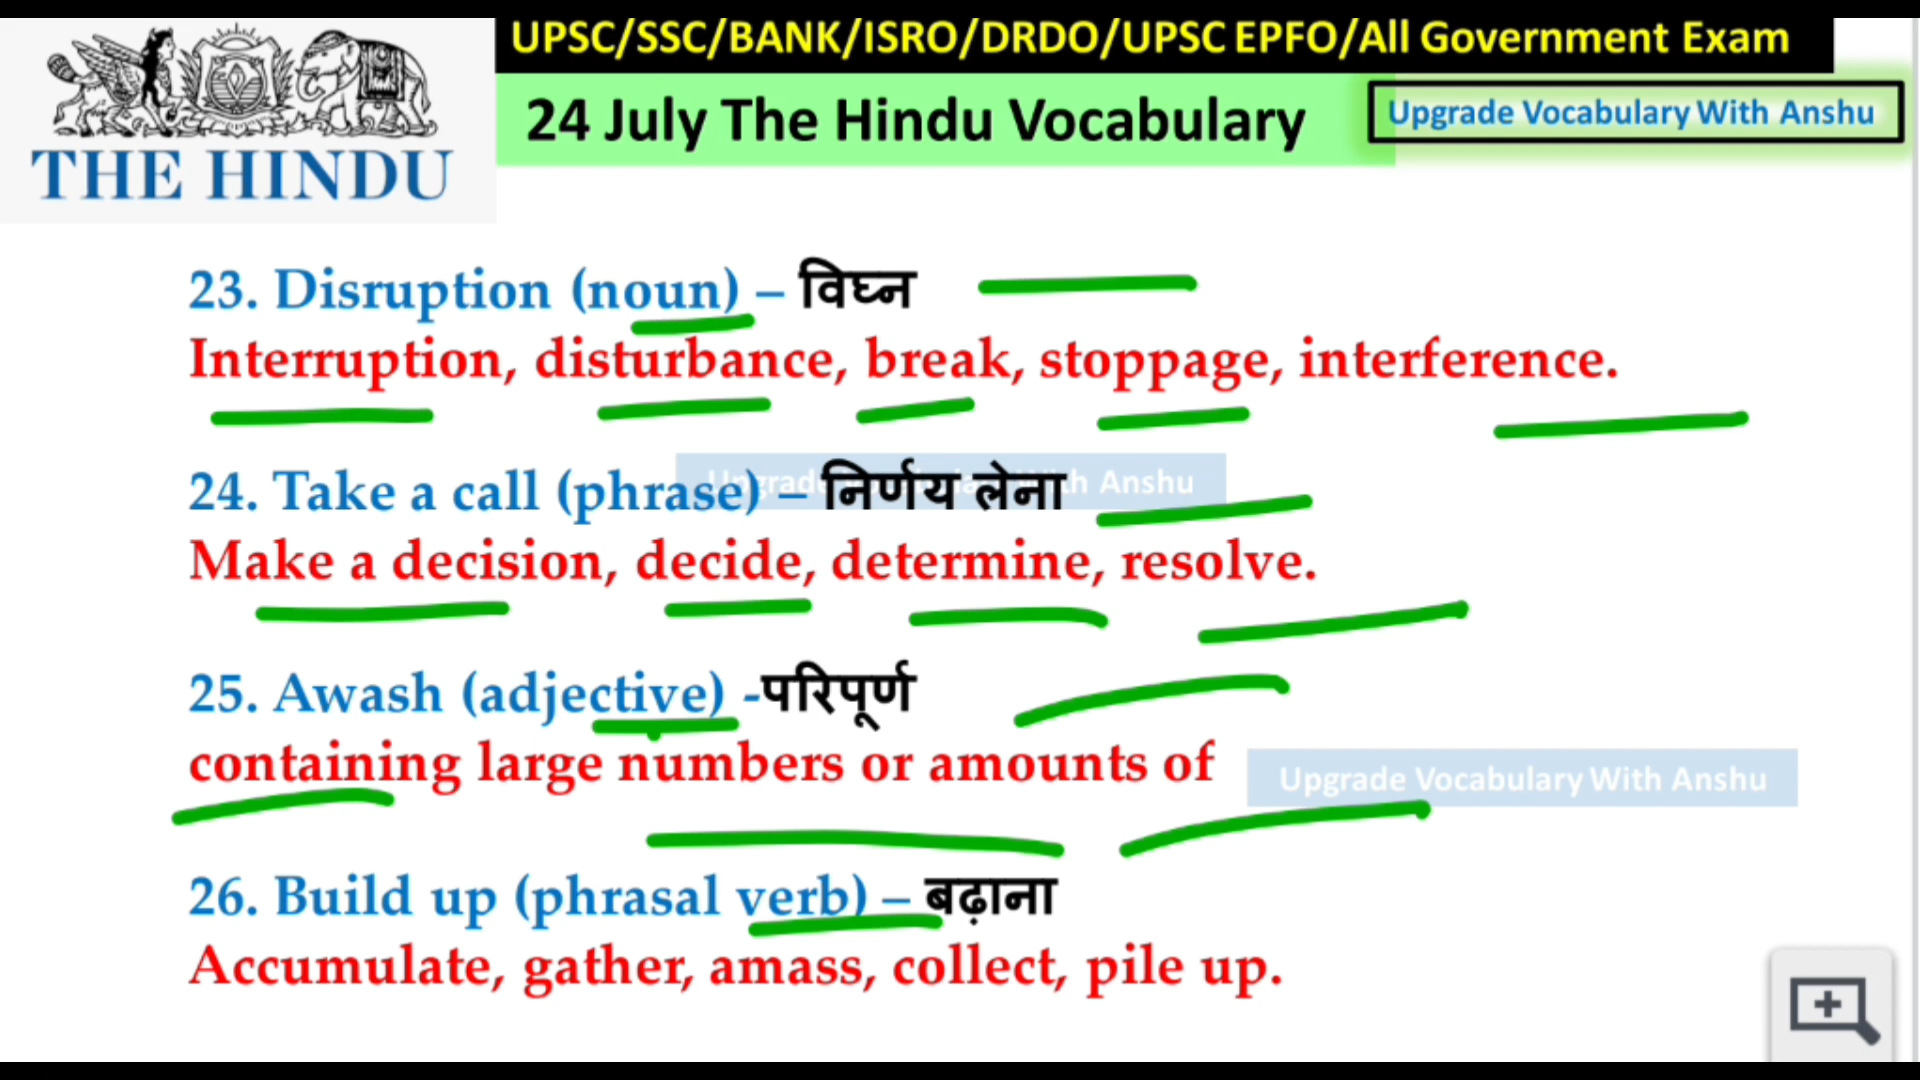 UPSC/SSC/BANK/ISRO/DRDO/UPSC EPFO/All Government Exam
THE HINDU
24 July The Hindu Vocabulary
Upgrade Vocabulary With Anshu
23. Disruption (noun) – विघ्न
Interruption, disturbance, break, stoppage, interference.
24. Take a call (phrase) – निर्णय लेना
Make a decision, decide, determine, resolve.
25. Awash (adjective) -परिपूर्ण
containing large numbers or amounts of
Upgrade Vocabulary With Anshu
26. Build up (phrasal verb) – बढ़ाना
Accumulate, gather, amass, collect, pile up.